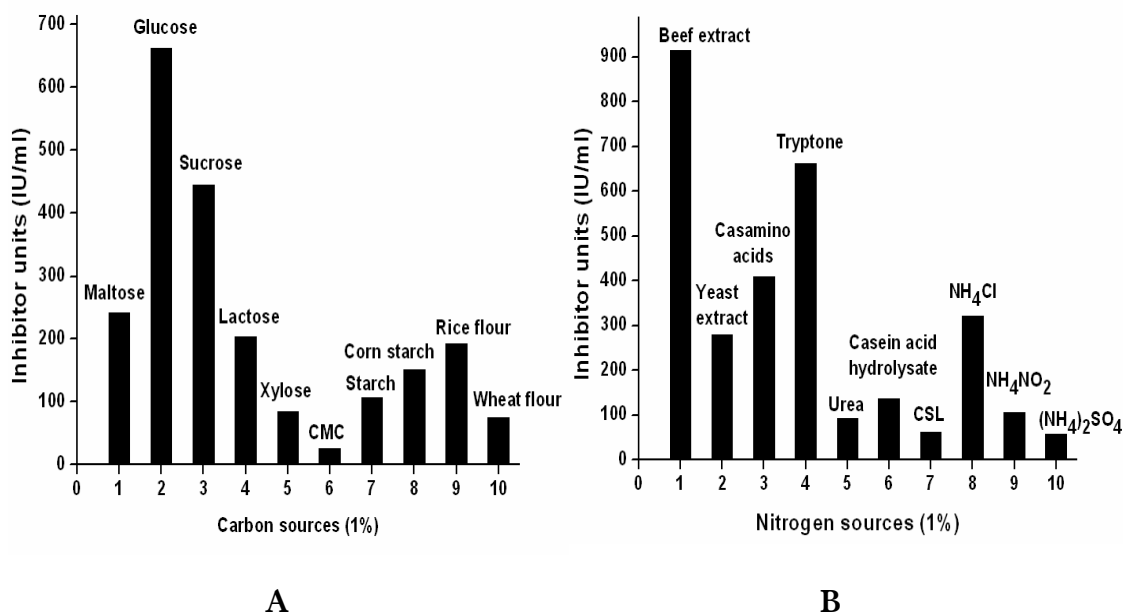 700
600
500
400
300
200
100
0
Inhibitor units (IU/ml)
Glucose
Sucrose
Maltose
Lactose
Xylose
CMC
Starch
Corn starch
Rice flour
Wheat flour
0 1 2 3 4 5 6 7 8 9 10
Carbon sources (1%)
A
900
800
700
600
500
400
300
200
100
0
Inhibitor units (IU/ml)
Beef extract
Yeast
extract
Casamino
acids
Tryptone
Urea
Casein acid
hydrolysate
CSL
NH₄Cl
NH₄NO₂
(NH₄)₂SO₄
0 1 2 3 4 5 6 7 8 9 10
Nitrogen sources (1%)
B